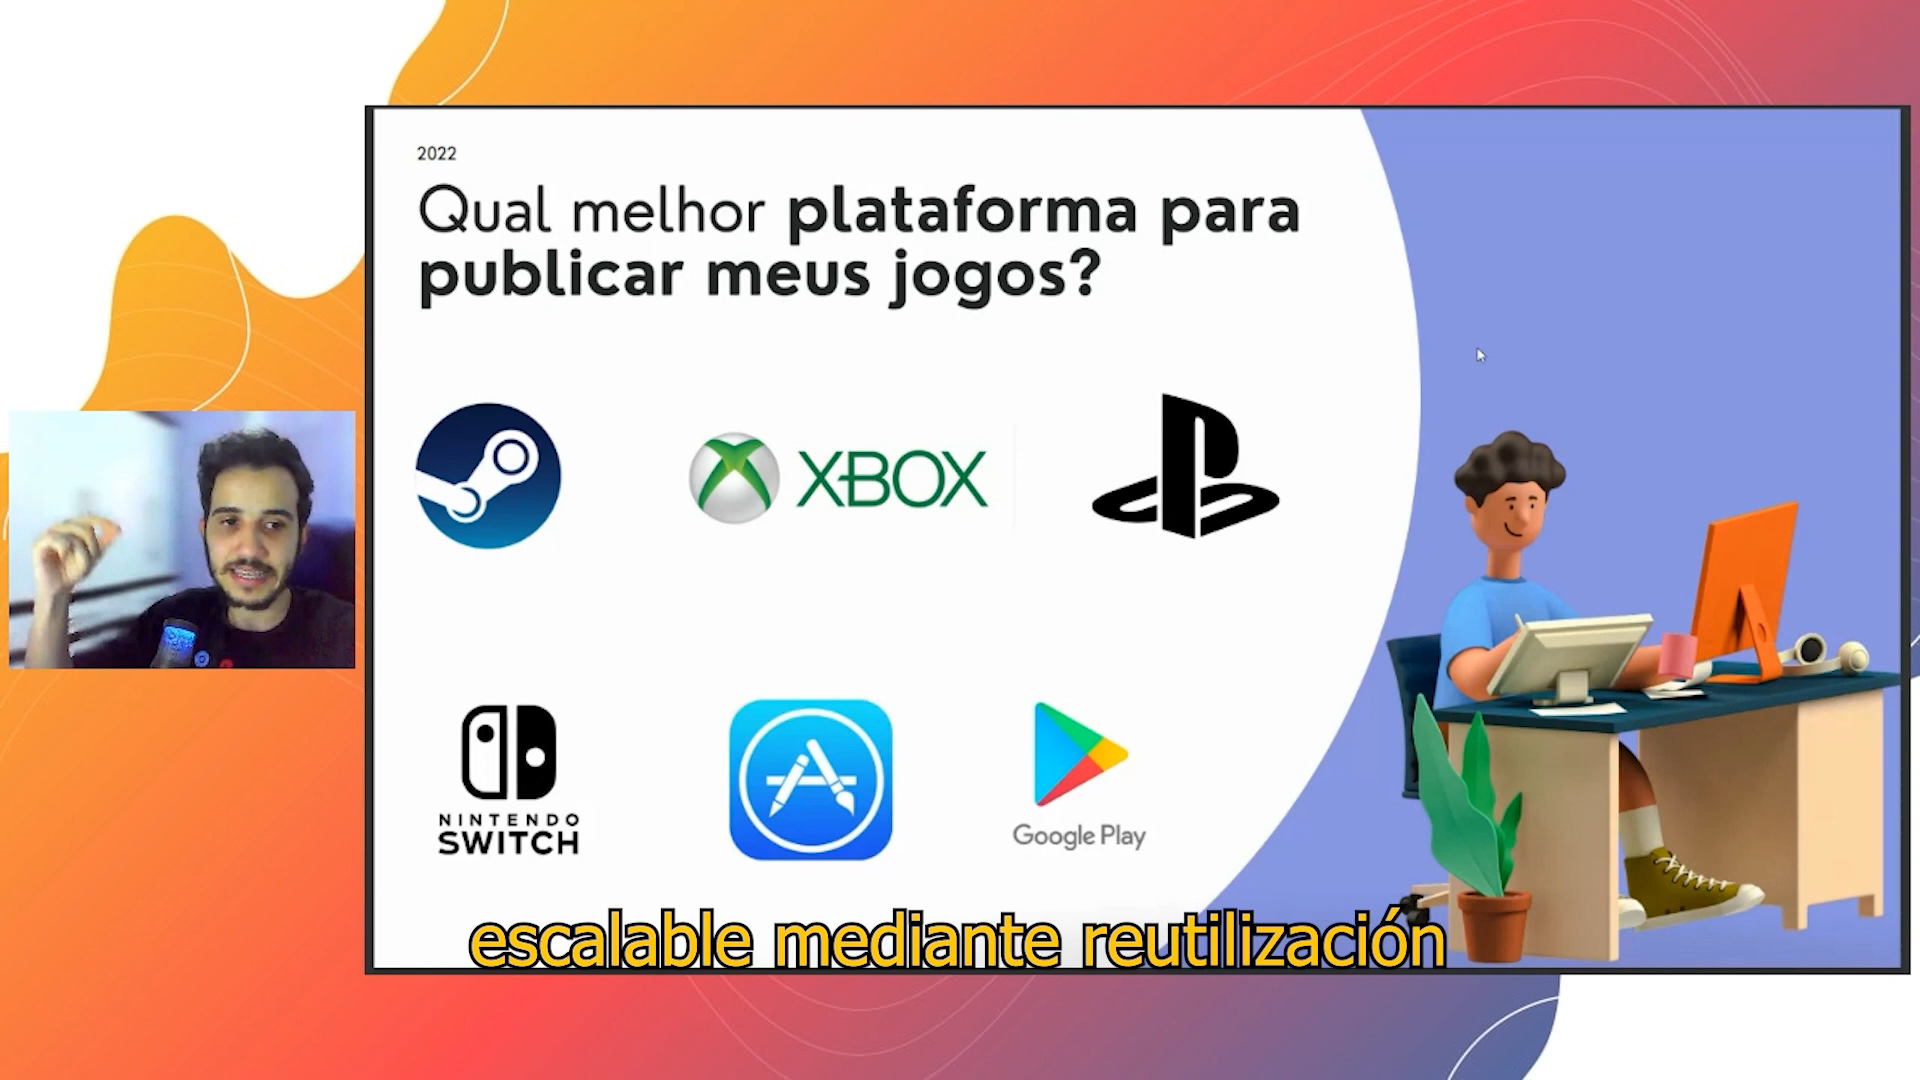 2022
Qual melhor plataforma para
publicar meus jogos?
XBOX
NINTENDO
SWITCH
Google Play
escalable mediante reutilización